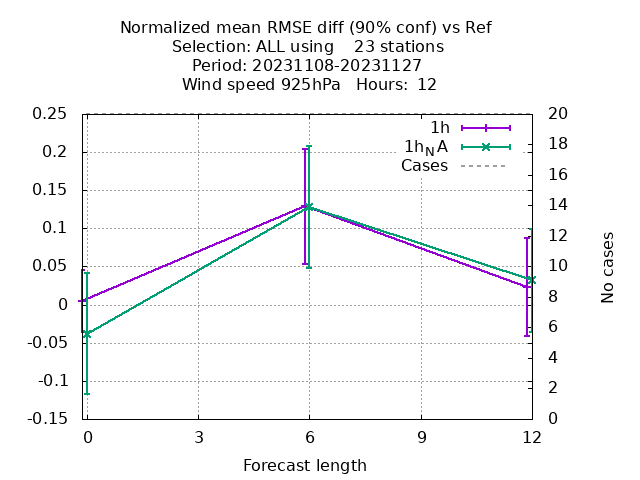 Normalized mean RMSE diff (90% conf) vs Ref
Selection: ALL using    23 stations
Period: 20231108-20231127
Wind speed 925hPa   Hours:  12
0.25
0.2
0.15
0.1
0.05
0
-0.05
-0.1
-0.15
20
18
16
14
12
10
8
6
4
2
0
1h
1hNA
Cases
No cases
0 3 6 9 12
Forecast length